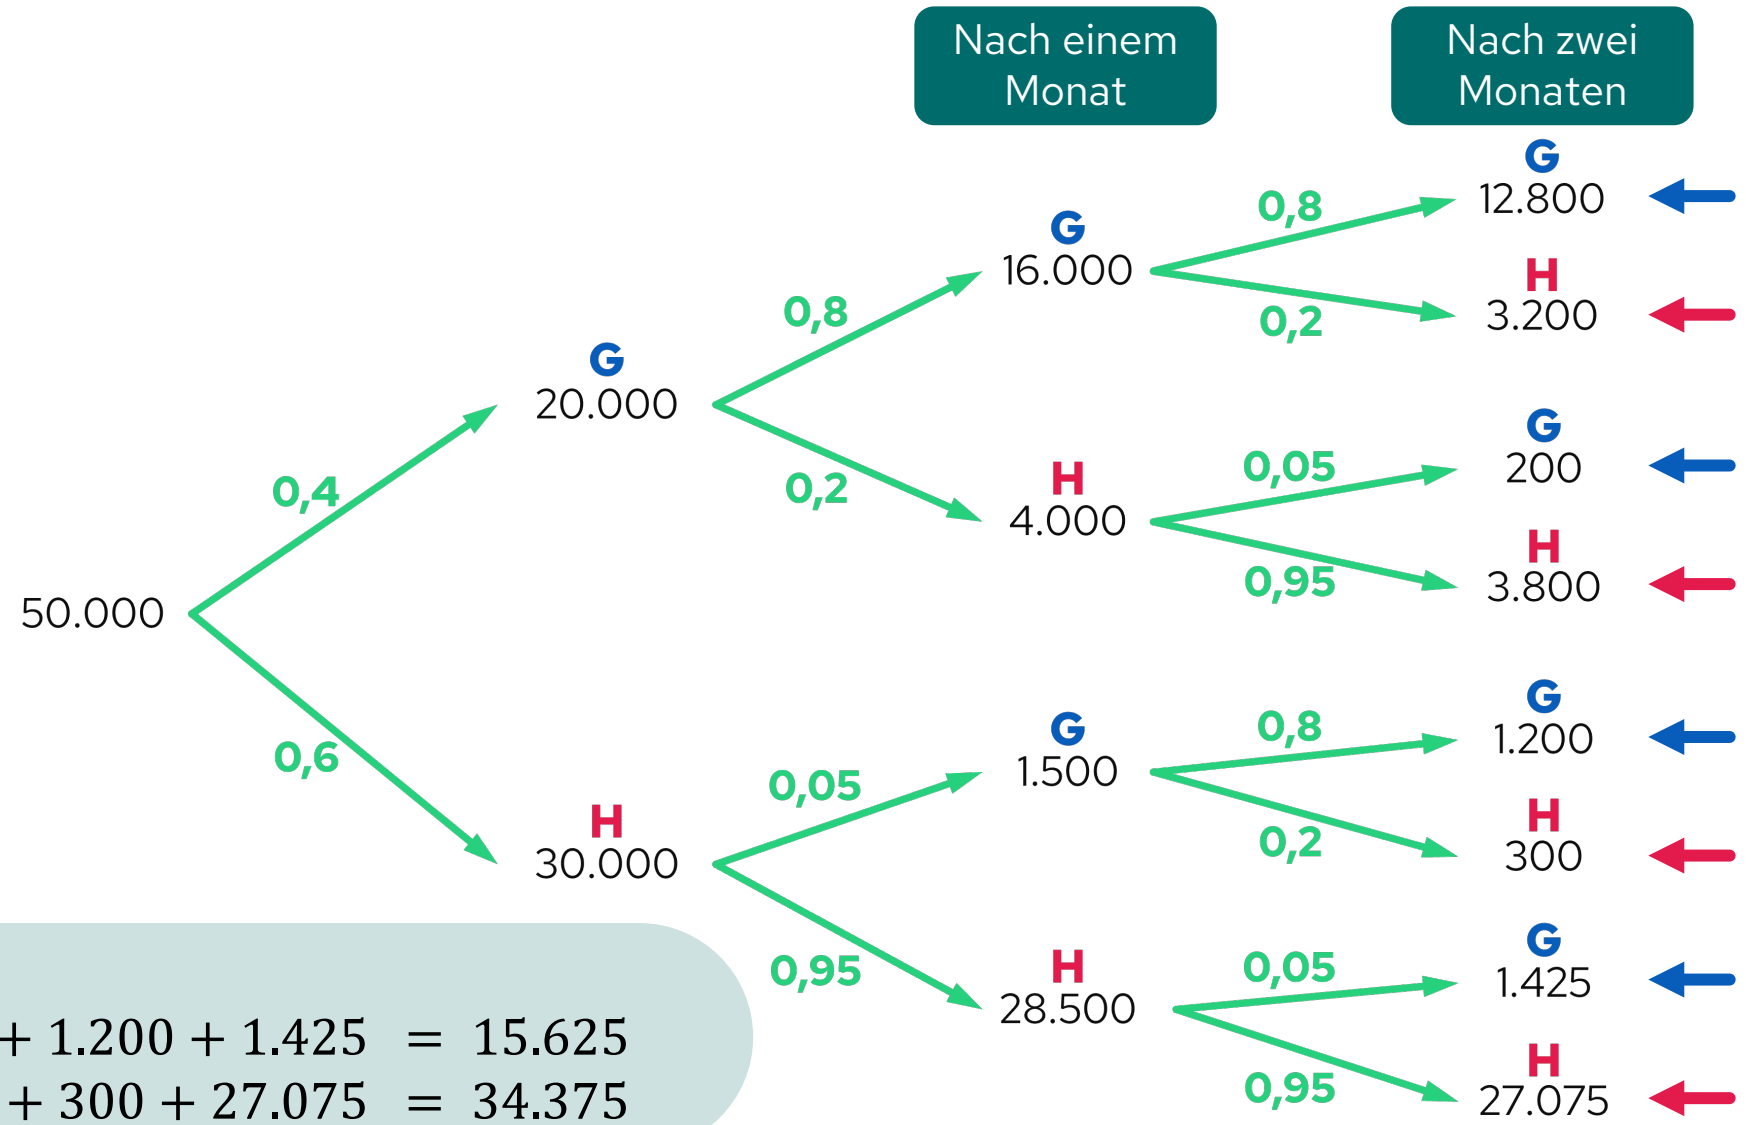 Nach einem
Monat
Nach zwei
Monaten
G
12.800
0,8
G
16.000
H
3.200
0,2
0,8
G
20.000
G
200
0,05
0,4
0,2
H
4.000
H
3.800
0,95
50.000
G
1.200
0,8
G
1.500
0,6
0,05
H
300
0,2
H
30.000
G
1.425
0,05
0,95
H
28.500
H
27.075
0,95
+ 1.200 + 1.425 = 15.625
+ 300 + 27.075 = 34.375